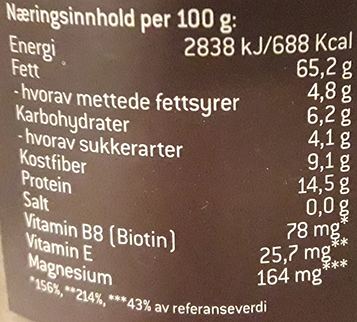 Næringsinnhold per 100 g:
Energi 2838 kJ/688 Kcal
Fett 65,2 g
-hvorav mettede fettsyrer 4,8 g
Karbohydrater 6,2 g
-hvorav sukkerarter 4,1 g
Kostfiber 9,1 g
Protein 14,5 g
Salt 0,0 g
Vitamin B8 (Biotin) 78 mg*
Vitamin E 25,7 mg**
Magnesium 164 mg***
*156%, **214%, ***43% av referanseverdi